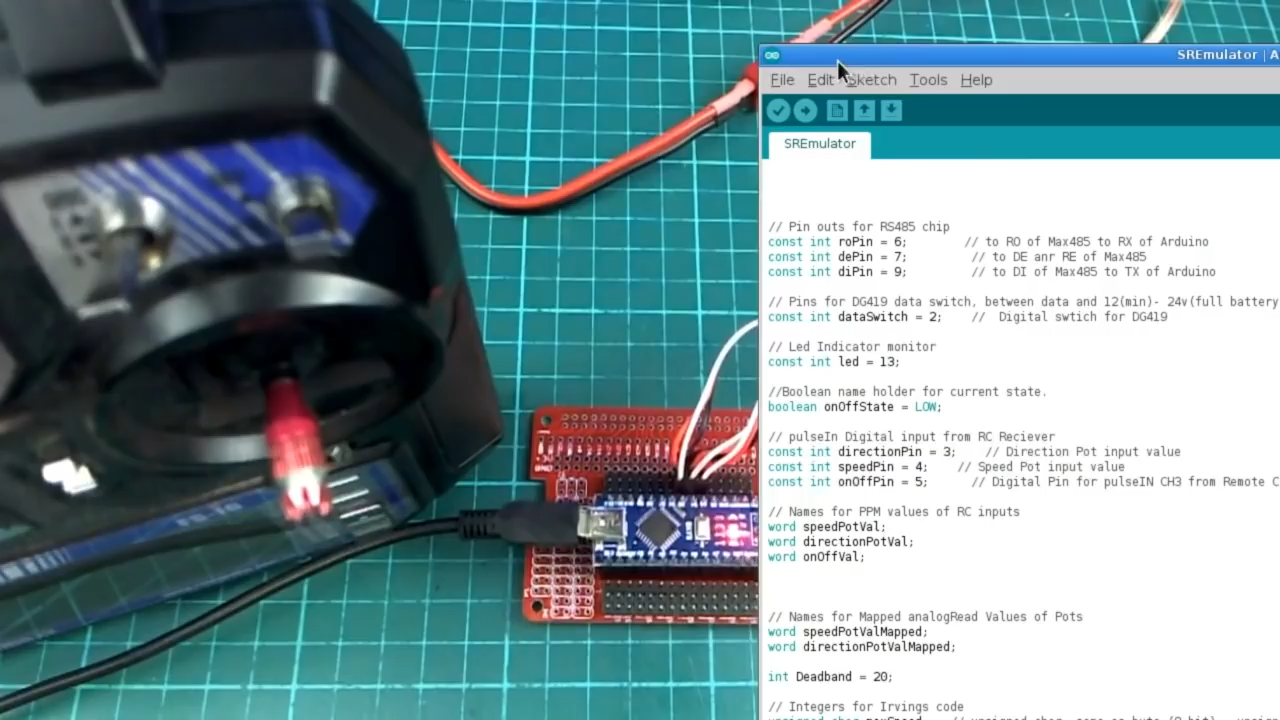 SREmulator | A
File Edit Sketch Tools Help
SREmulator
// Pin outs for RS485 chip
const int roPin = 6; // to RO of Max485 to RX of Arduino
const int dePin = 7; // to DE anr RE of Max485
const int diPin = 9; // to DI of Max485 to TX of Arduino
// Pins for DG419 data switch, between data and 12(min)- 24v(full battery
const int dataSwitch = 2; // Digital swtich for DG419
// Led Indicator monitor
const int led = 13;
//Boolean name holder for current state.
boolean onOffState = LOW;
// pulseIn Digital input from RC Reciever
const int directionPin = 3; // Direction Pot input value
const int speedPin = 4; // Speed Pot input value
const int onOffPin = 5; // Digital Pin for pulseIN CH3 from Remote C
// Names for PPM values of RC inputs
word speedPotVal;
word directionPotVal;
word onOffVal;
// Names for Mapped analogRead Values of Pots
word speedPotValMapped;
word directionPotValMapped;
int Deadband = 20;
// Integers for Irvings code